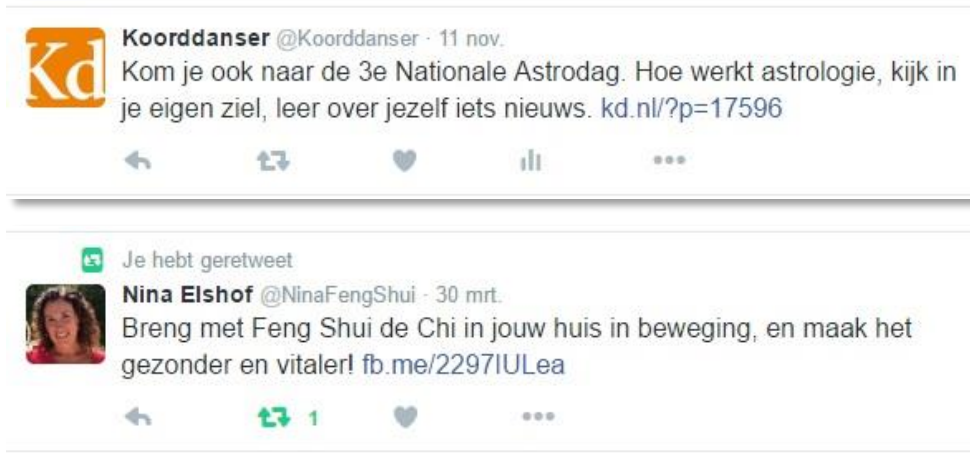 Kd
Koorddanser @Koorddanser · 11 nov.
Kom je ook naar de 3e Nationale Astrodag. Hoe werkt astrologie, kijk in
je eigen ziel, leer over jezelf iets nieuws. kd.nl/?p=17596
Je hebt geretweet
Nina Elshof @NinaFengShui · 30 mrt.
Breng met Feng Shui de Chi in jouw huis in beweging, en maak het
gezonder en vitaler! fb.me/2297IULea
1